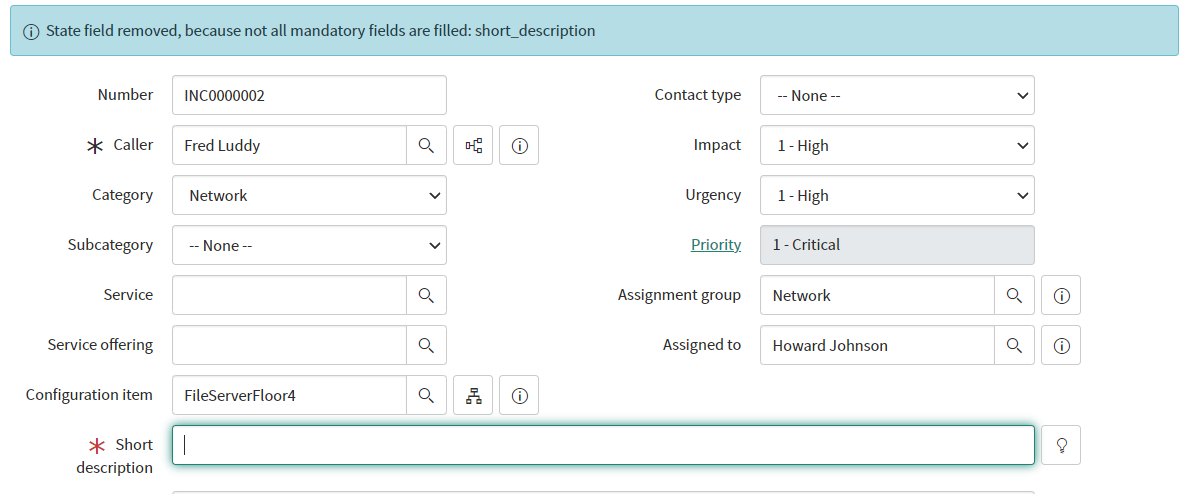 State field removed, because not all mandatory fields are filled: short_description
Number INC0000002
Contact type -- None --
Caller Fred Luddy
Impact 1 - High
Category Network
Urgency 1 - High
Subcategory -- None --
Priority 1 - Critical
Service
Assignment group Network
Service offering
Assigned to Howard Johnson
Configuration item FileServerFloor4
Short
description